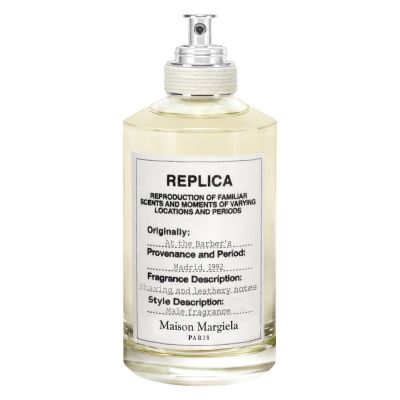 REPLICA
REPRODUCTION OF FAMILIAR
SCENTS AND MOMENTS OF VARYING
LOCATIONS AND PERIODS
Originally:
At the Barber's
Provenance and Period:
Madrid, 1992
Fragrance Description:
Shaving and leathery notes
Style Description:
Male fragrance
Maison Margiela
PARIS